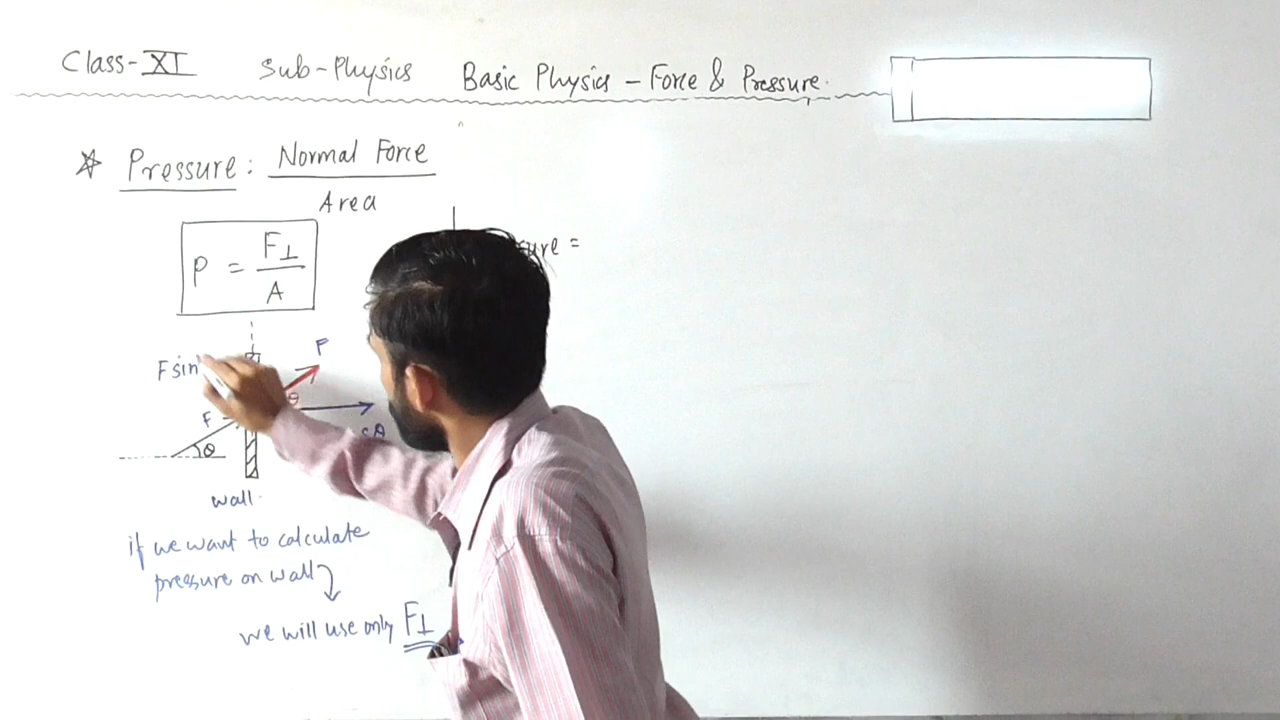 Class-XI Sub-Physics Basic Physics - Force & Pressure.
☆ Pressure : Normal Force
Area
P = F⊥
A
=
F
F sin
θ
F
θ
wall.
if we want to calculate
pressure on wall
we will use only F⊥